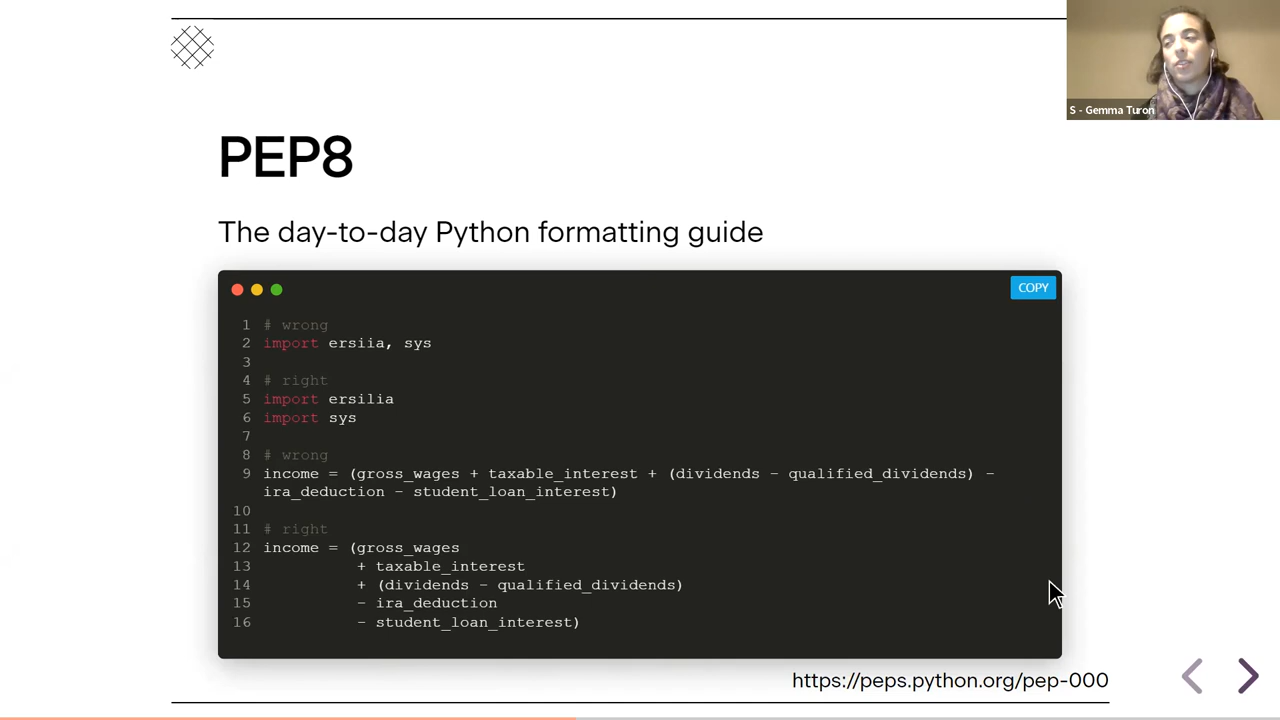 S - Gemma Turon
PEP8
The day-to-day Python formatting guide
COPY
1 # wrong
2 import ersiia, sys
3
4 # right
5 import ersilia
6 import sys
7
8 # wrong
9 income = (gross_wages + taxable_interest + (dividends - qualified_dividends) -
ira_deduction - student_loan_interest)
10
11 # right
12 income = (gross_wages
13 + taxable_interest
14 + (dividends - qualified_dividends)
15 - ira_deduction
16 - student_loan_interest)
https://peps.python.org/pep-000